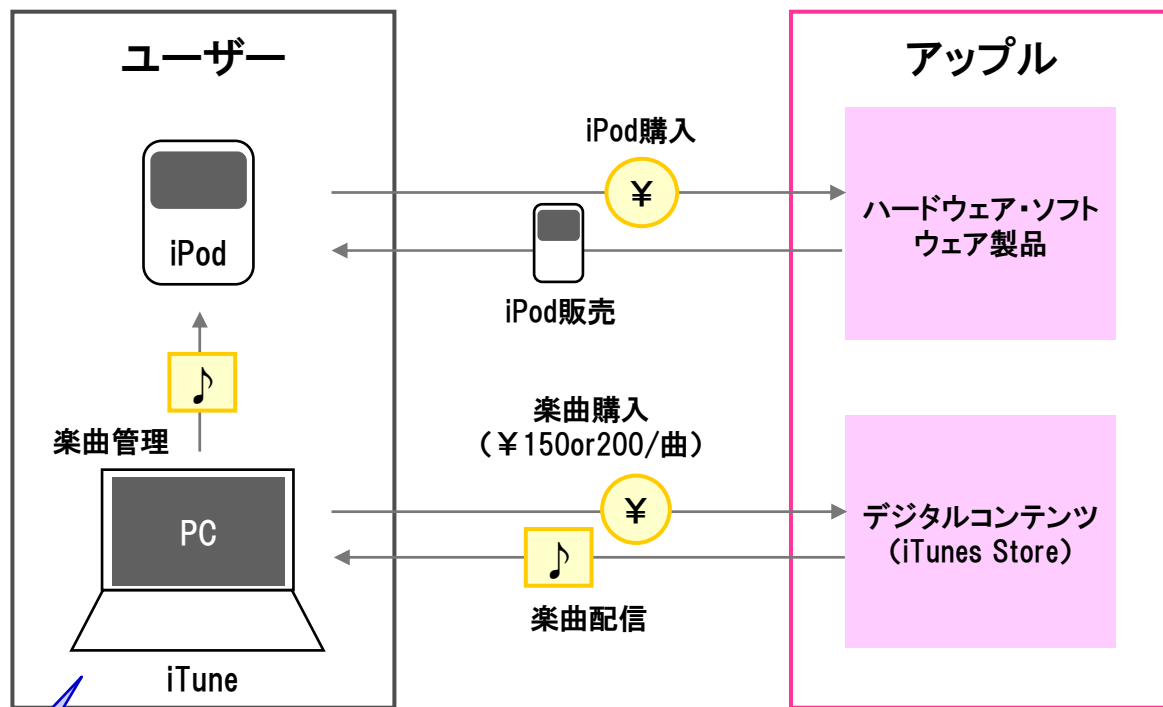 ユーザー
アップル
iPod購入
¥
ハードウェア・ソフト
ウェア製品
iPod
iPod販売
♪
楽曲管理
楽曲購入
(¥150or200/曲)
¥
PC
デジタルコンテンツ
(iTunes Store)
♪
楽曲配信
iTune